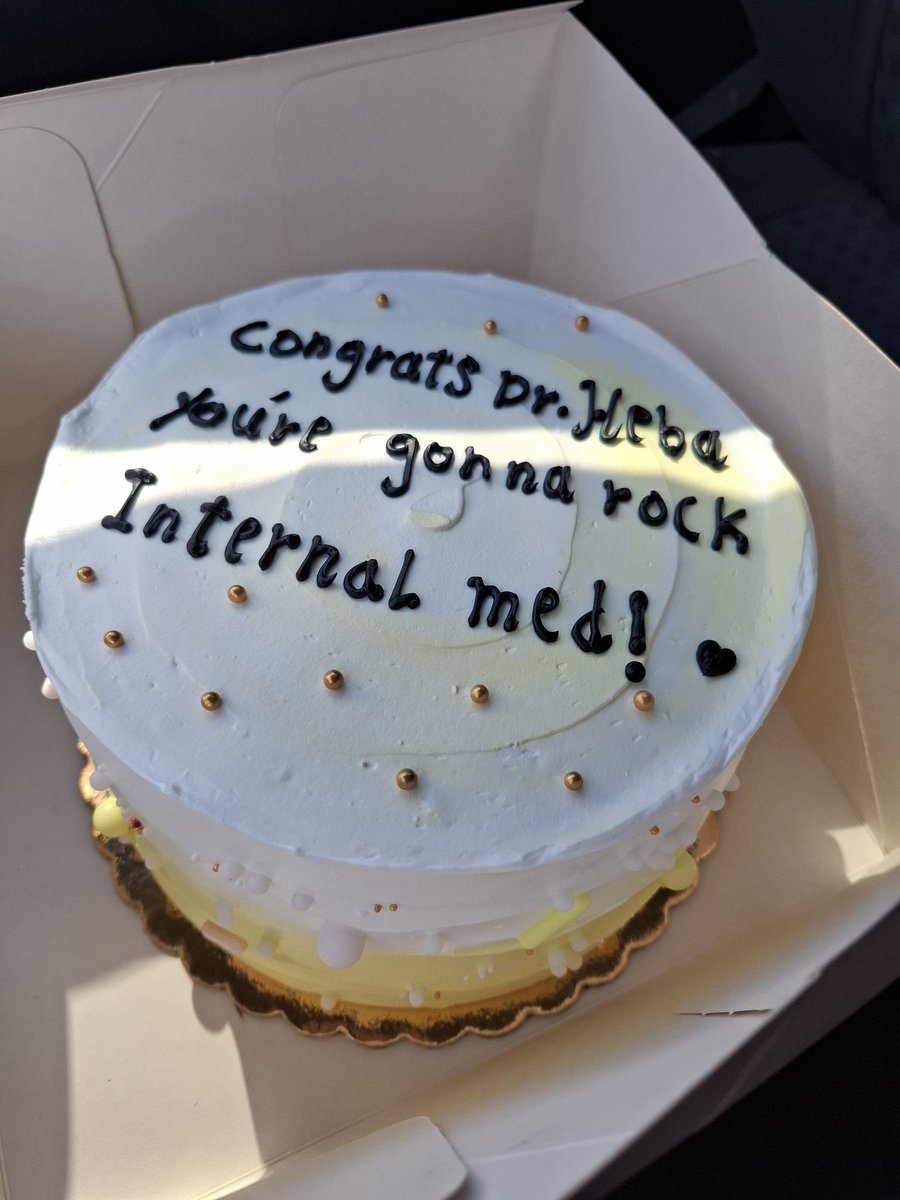 Congrats Dr. Heba
you're gonna rock
Internal med! ♥